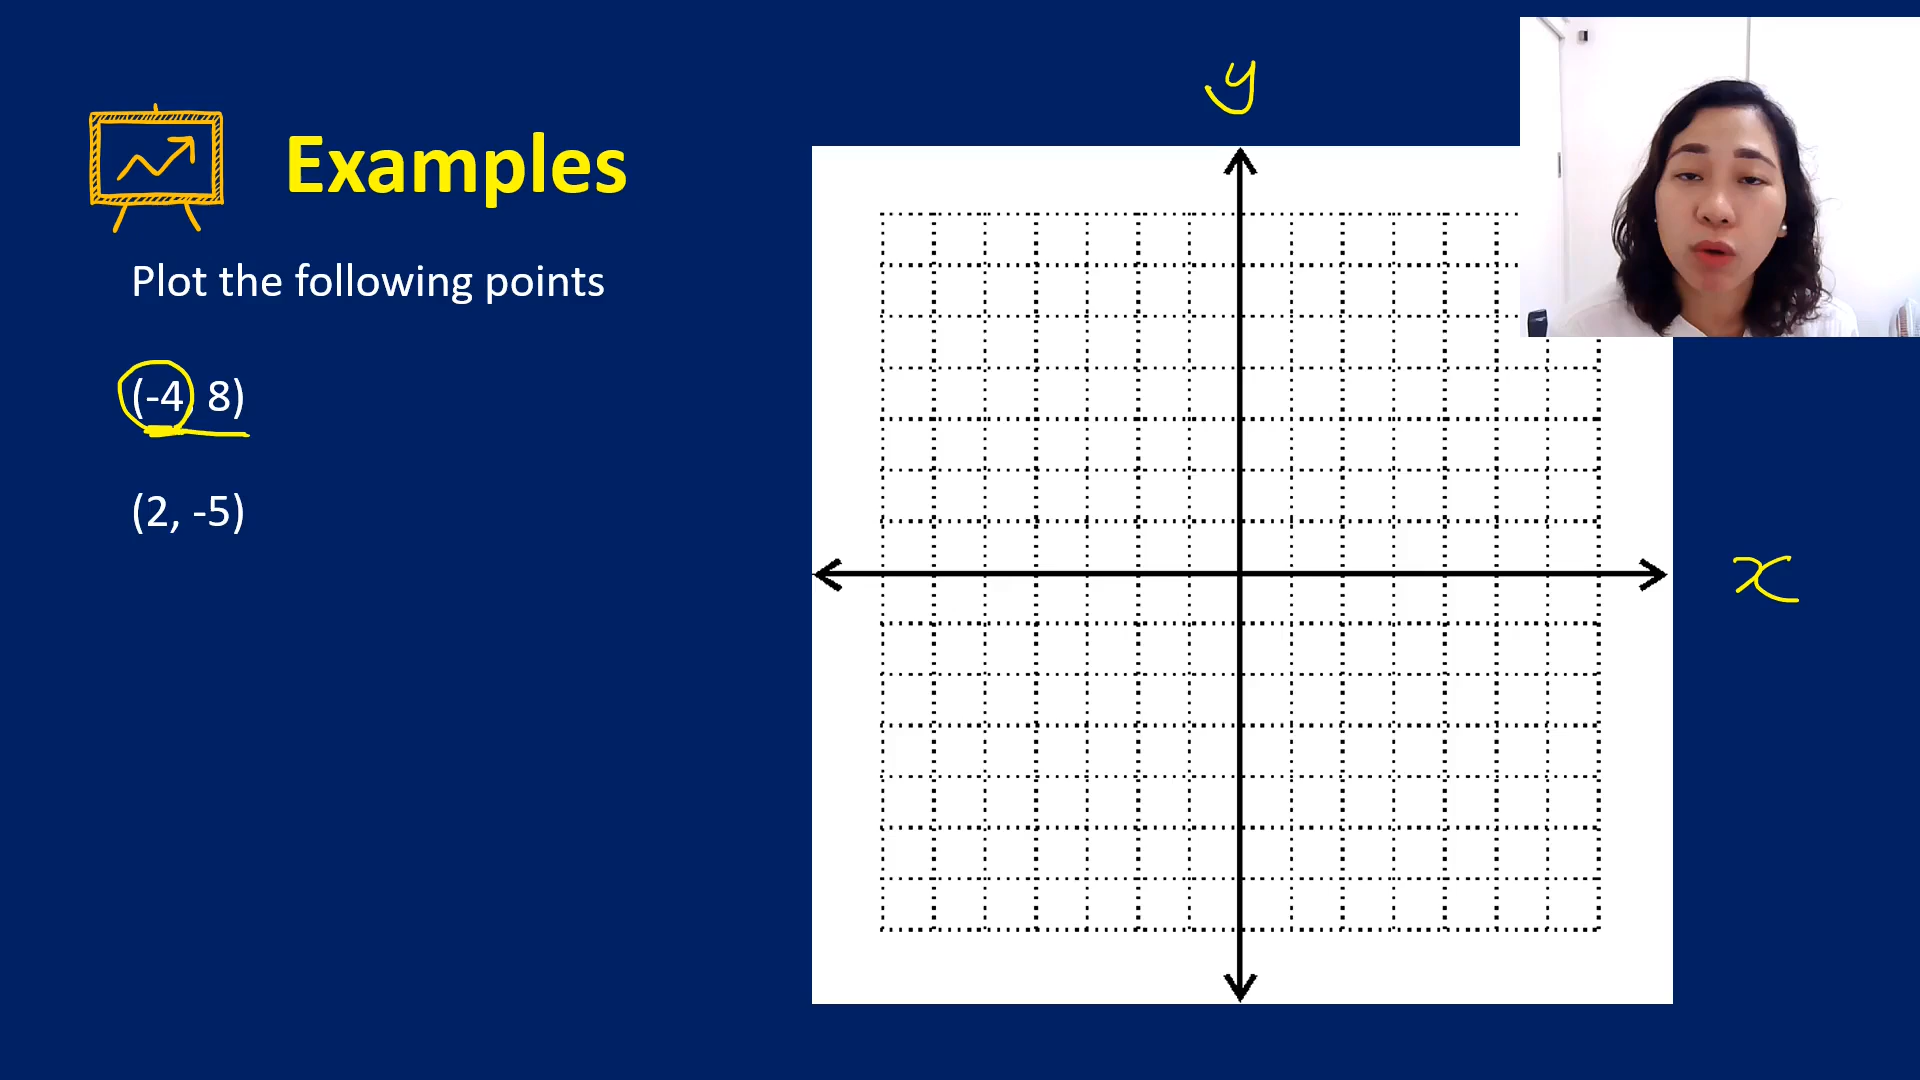 y
Examples
Plot the following points
(-4, 8)
(2, -5)
x